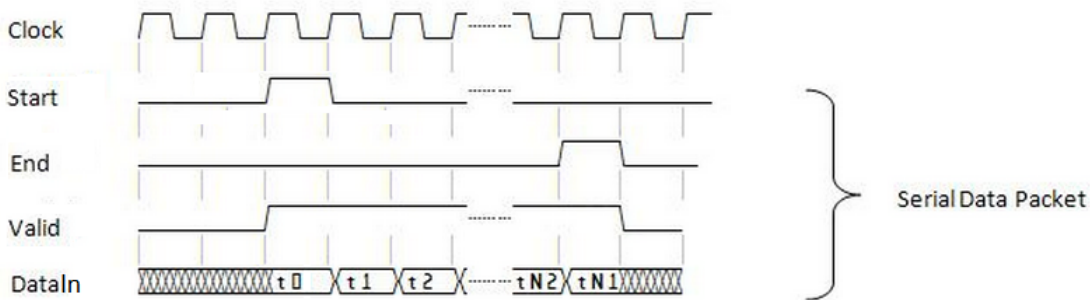 Clock
Start
End
Valid
DataIn t0 t1 t2 tN2 tN1
Serial Data Packet